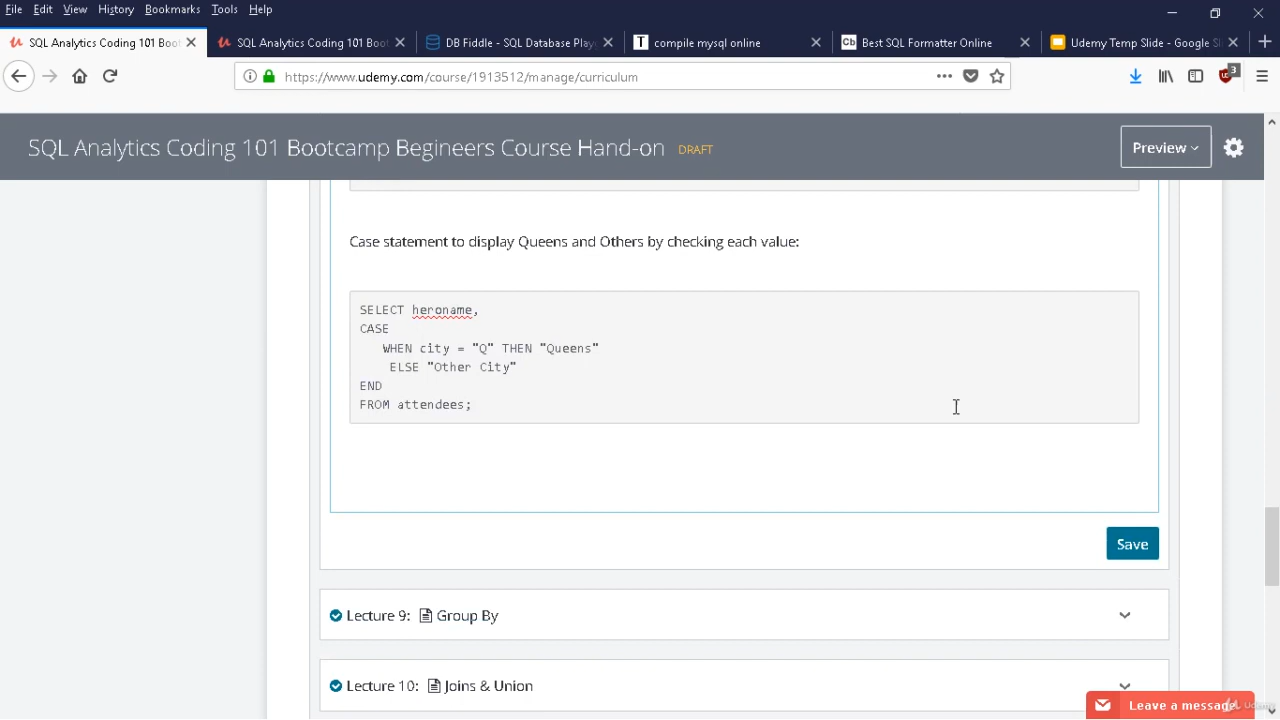 File Edit View History Bookmarks Tools Help
SQL Analytics Coding 101 Boot
SQL Analytics Coding 101 Boot
DB Fiddle - SQL Database Play
compile mysql online
Best SQL Formatter Online
Udemy Temp Slide - Google S
https://www.udemy.com/course/1913512/manage/curriculum
3
SQL Analytics Coding 101 Bootcamp Begineers Course Hand-on DRAFT
Preview
Case statement to display Queens and Others by checking each value:
SELECT heroname,
CASE
WHEN city = "Q" THEN "Queens"
ELSE "Other City"
END
FROM attendees;
Save
Lecture 9: Group By
Lecture 10: Joins & Union
Leave a message
Udemy